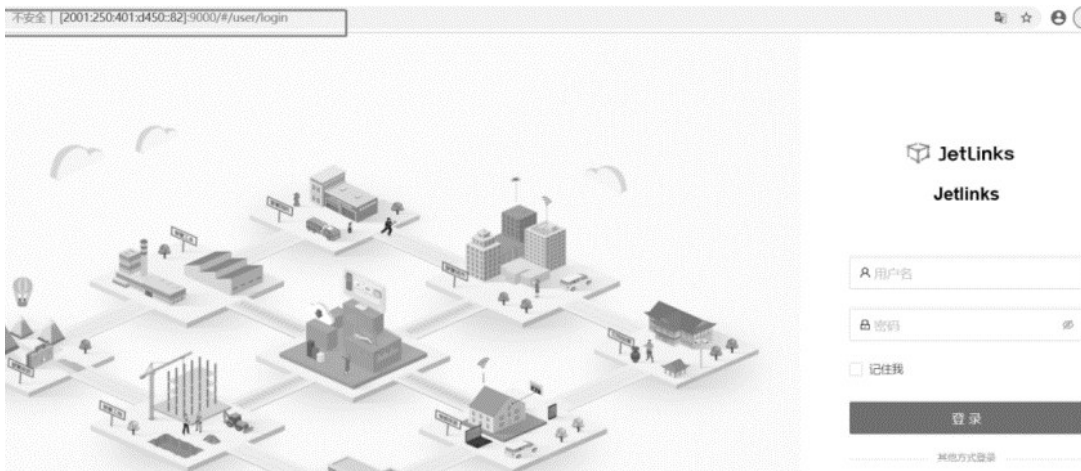 不安全 | [2001:250:401:d450::82]:9000/#/user/login
JetLinks
Jetlinks
用户名
密码
记住我
登 录
其他方式登录